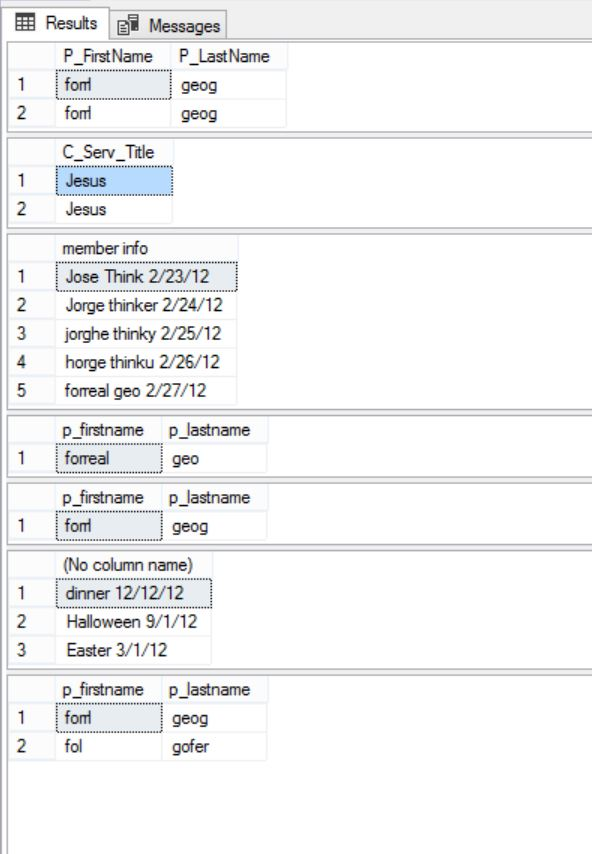 Results Messages
P_FirstName P_LastName
1 forrl geog
2 forrl geog
C_Serv_Title
1 Jesus
2 Jesus
member info
1 Jose Think 2/23/12
2 Jorge thinker 2/24/12
3 jorghe thinky 2/25/12
4 horge thinku 2/26/12
5 forreal geo 2/27/12
p_firstname p_lastname
1 forreal geo
p_firstname p_lastname
1 forrl geog
(No column name)
1 dinner 12/12/12
2 Halloween 9/1/12
3 Easter 3/1/12
p_firstname p_lastname
1 forrl geog
2 fol gofer